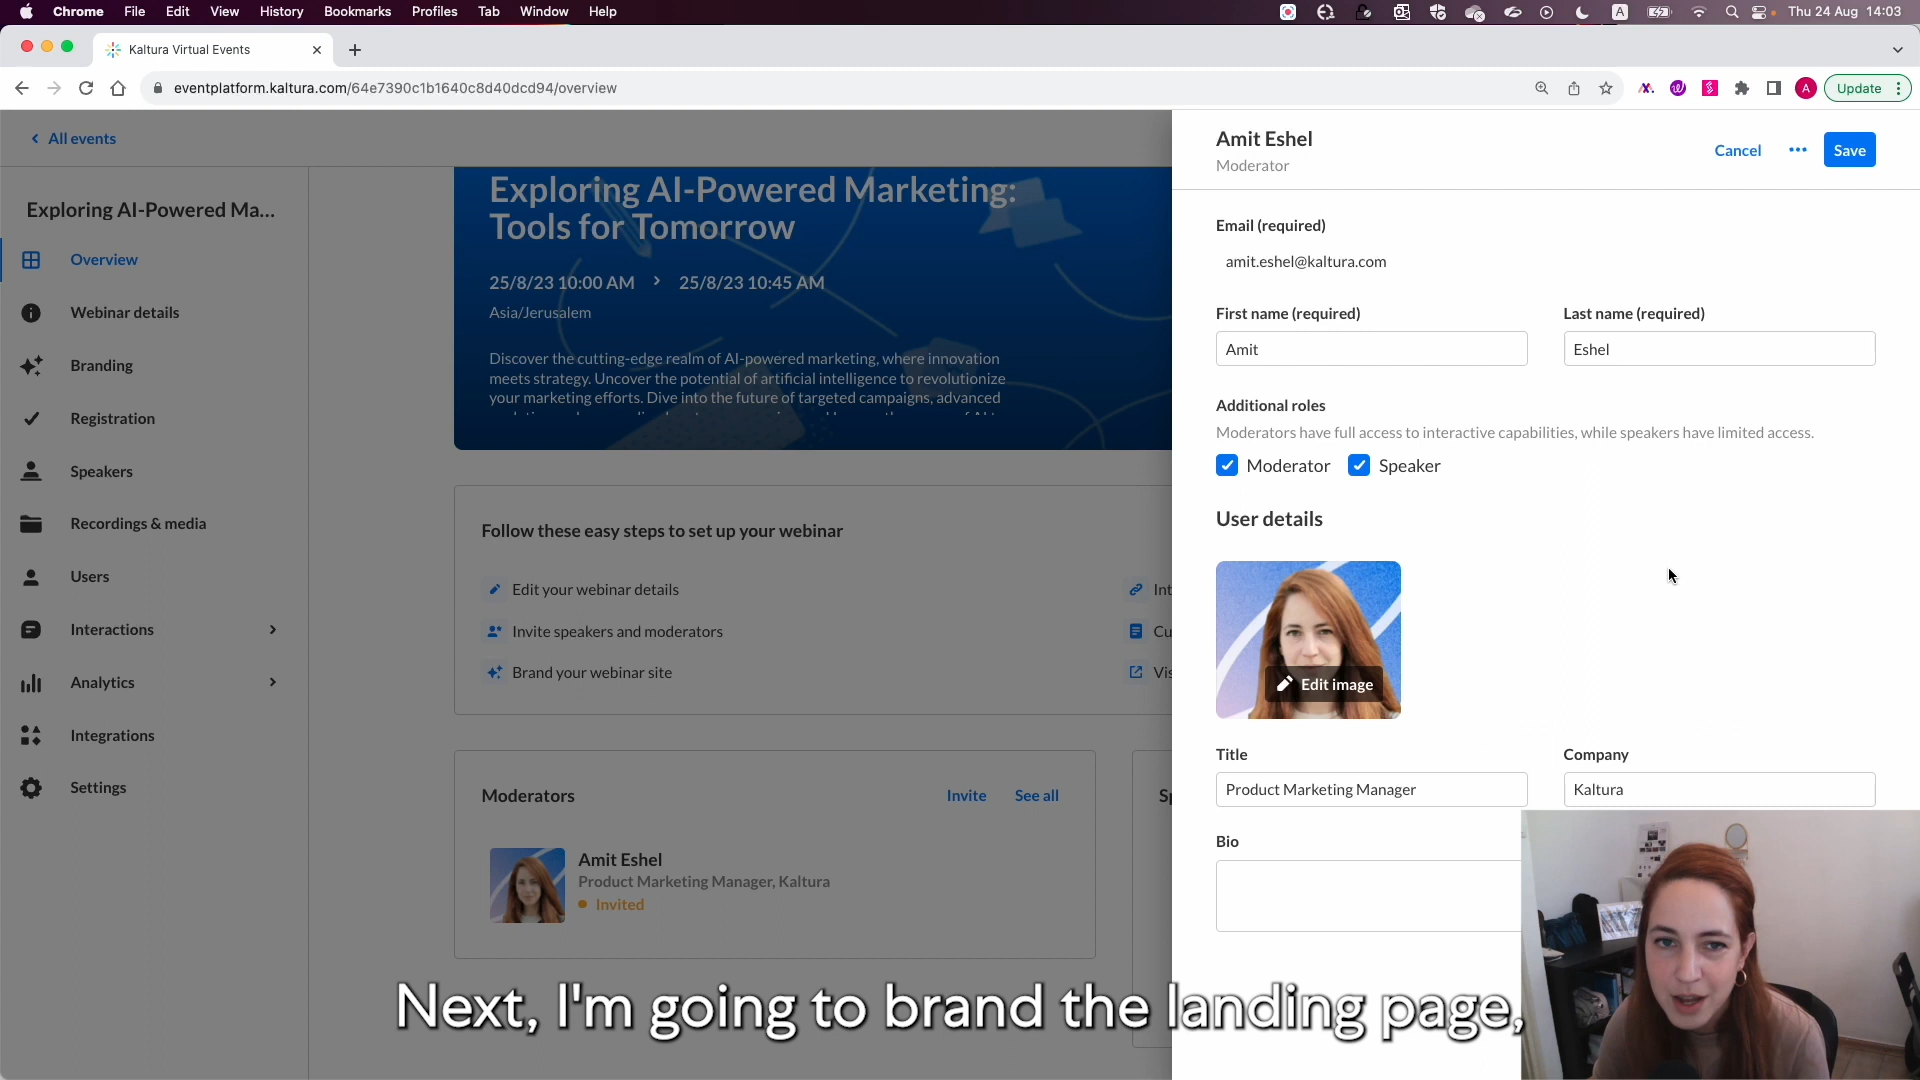 Chrome File Edit View History Bookmarks Profiles Tab Window Help
A
Thu 24 Aug 14:03
Kaltura Virtual Events
eventplatform.kaltura.com/64e7390c1b1640c8d40dcd94/overview
A
Update
All events
Exploring AI-Powered Ma...
Overview
Webinar details
Branding
Registration
Speakers
Recordings & media
Users
Interactions
Analytics
Integrations
Settings
Exploring AI-Powered Marketing:
Tools for Tomorrow
25/8/23 10:00 AM > 25/8/23 10:45 AM
Asia/Jerusalem
Discover the cutting-edge realm of AI-powered marketing, where innovation
meets strategy. Uncover the potential of artificial intelligence to revolutionize
your marketing efforts. Dive into the future of targeted campaigns, advanced
Follow these easy steps to set up your webinar
Edit your webinar details
Invite speakers and moderators
Brand your webinar site
Int
Cu
Vis
Moderators
Invite
See all
Sp
Amit Eshel
Product Marketing Manager, Kaltura
Invited
Amit Eshel
Moderator
Cancel
Save
Email (required)
amit.eshel@kaltura.com
First name (required)
Amit
Last name (required)
Eshel
Additional roles
Moderators have full access to interactive capabilities, while speakers have limited access.
Moderator
Speaker
User details
Edit image
Title
Product Marketing Manager
Company
Kaltura
Bio
Next, I'm going to brand the landing page,